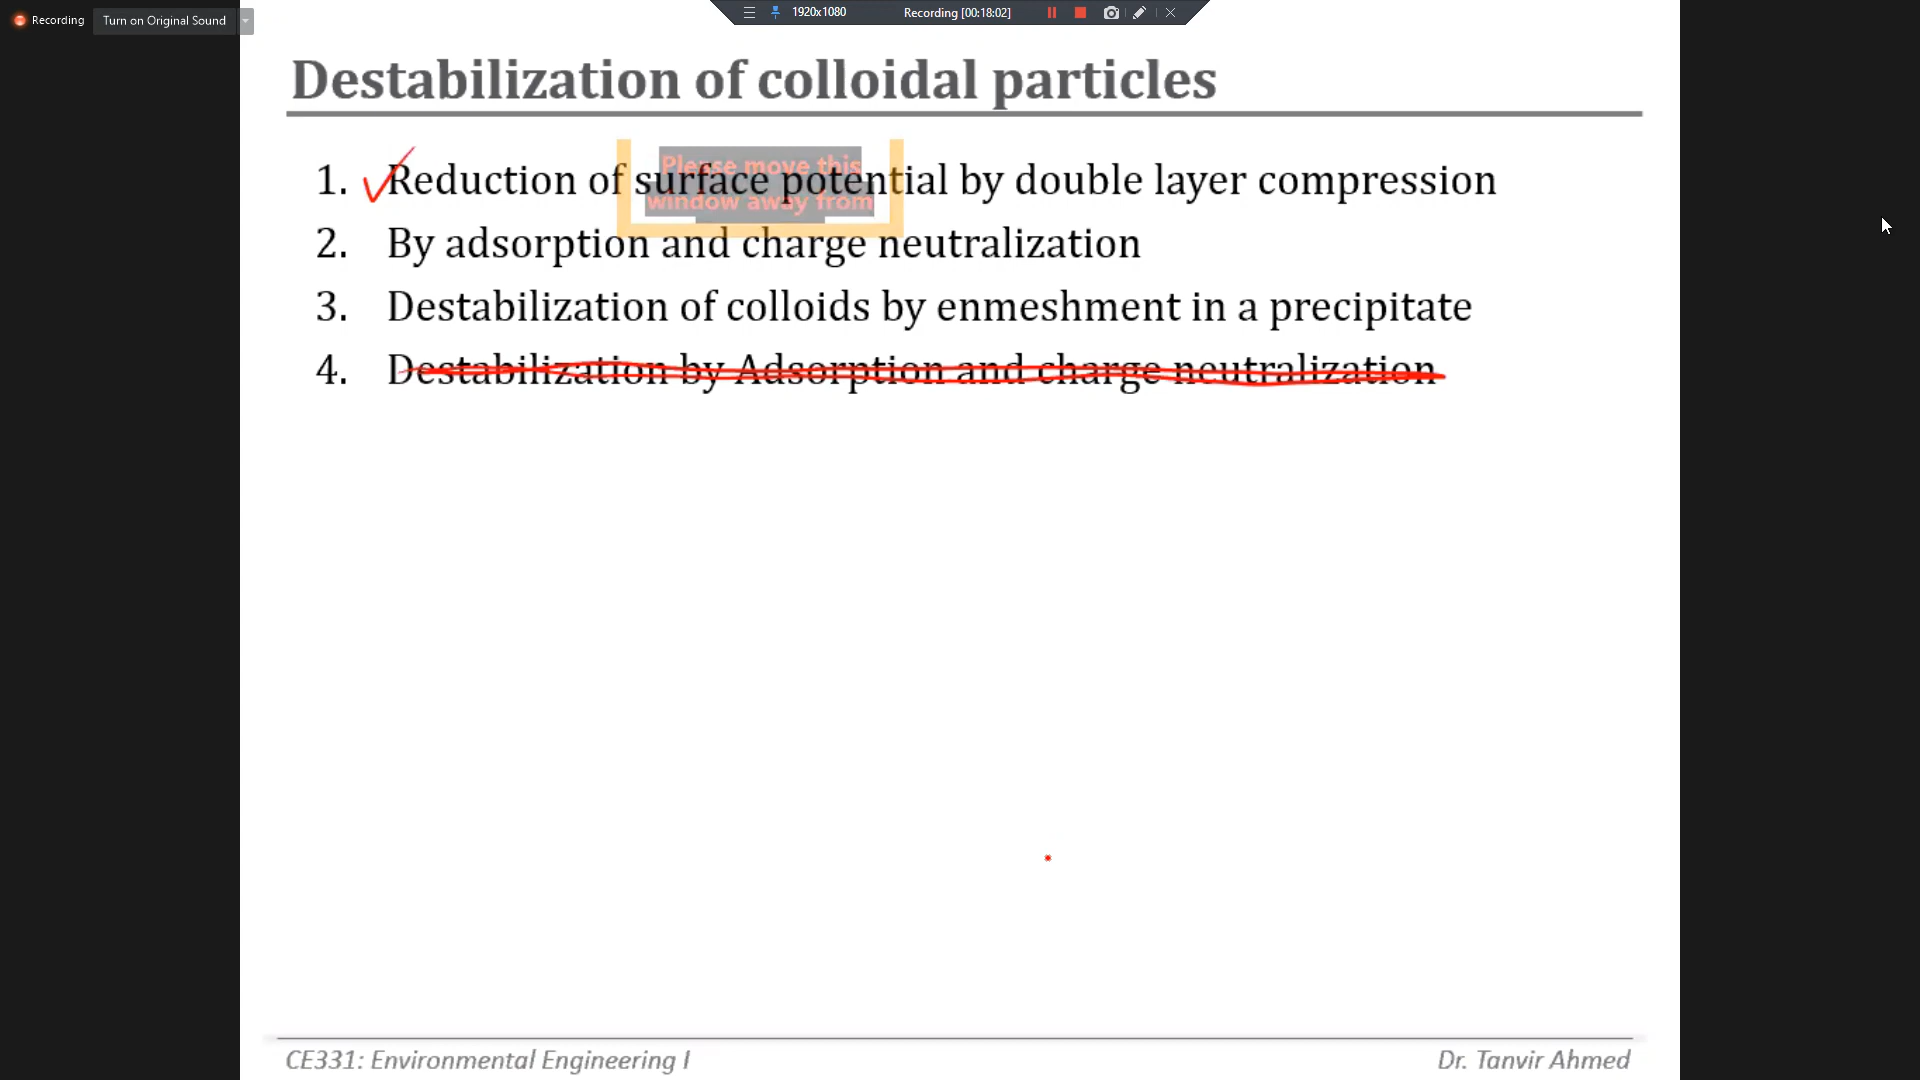 Recording
Turn on Original Sound
1920x1080
Recording [00:18:02]
Destabilization of colloidal particles
1. Reduction of surface potential by double layer compression
Please move this
window away from
2. By adsorption and charge neutralization
3. Destabilization of colloids by enmeshment in a precipitate
4. Destabilization by Adsorption and charge neutralization
CE331: Environmental Engineering I
Dr. Tanvir Ahmed